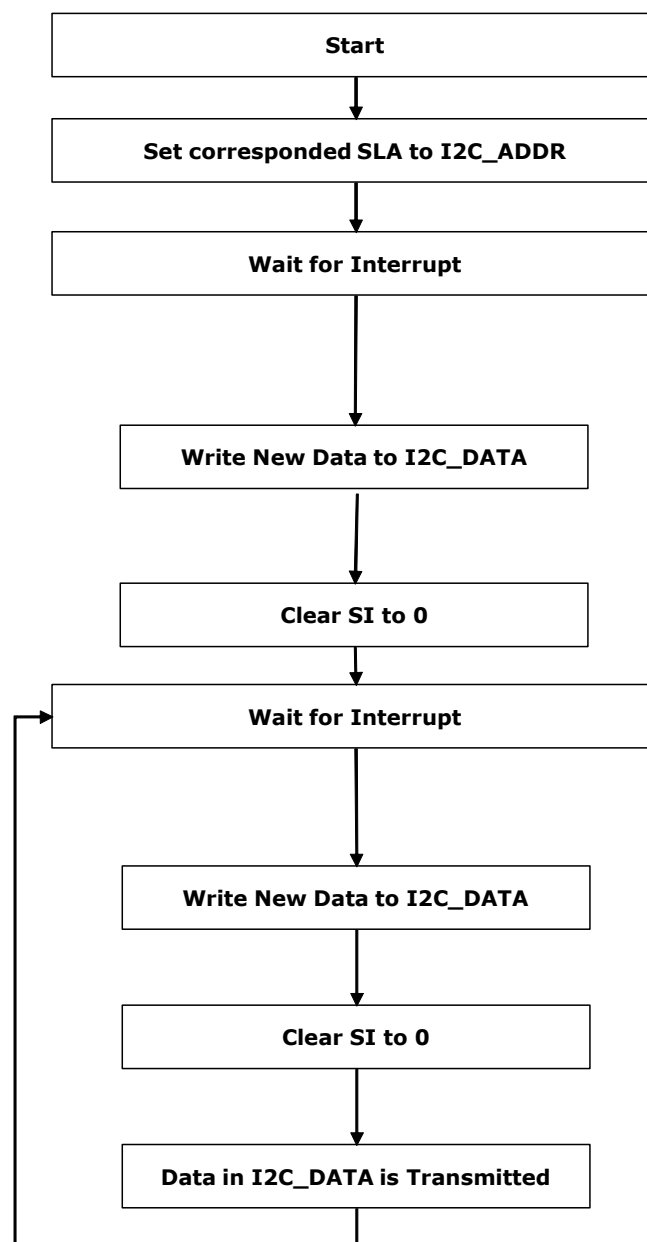 Start
Set corresponded SLA to I2C_ADDR
Wait for Interrupt
Write New Data to I2C_DATA
Clear SI to 0
Wait for Interrupt
Write New Data to I2C_DATA
Clear SI to 0
Data in I2C_DATA is Transmitted